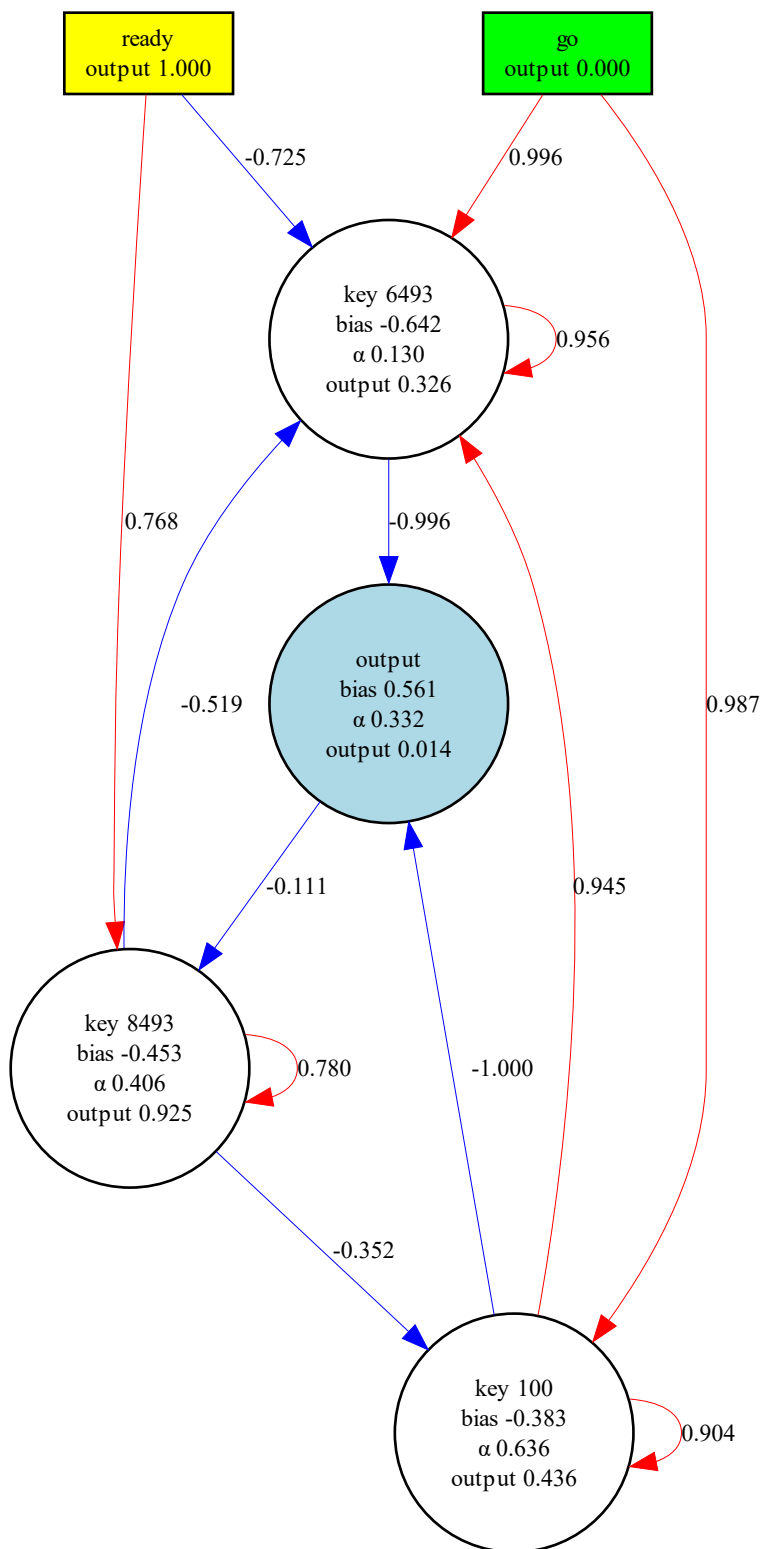 ready
output 1.000
go
output 0.000
-0.725
0.996
key 6493
bias -0.642
α 0.130
output 0.326
0.956
0.768
-0.996
output
bias 0.561
α 0.332
output 0.014
-0.519
0.987
-0.111
0.945
key 8493
bias -0.453
α 0.406
output 0.925
0.780
-1.000
-0.352
key 100
bias -0.383
α 0.636
output 0.436
0.904